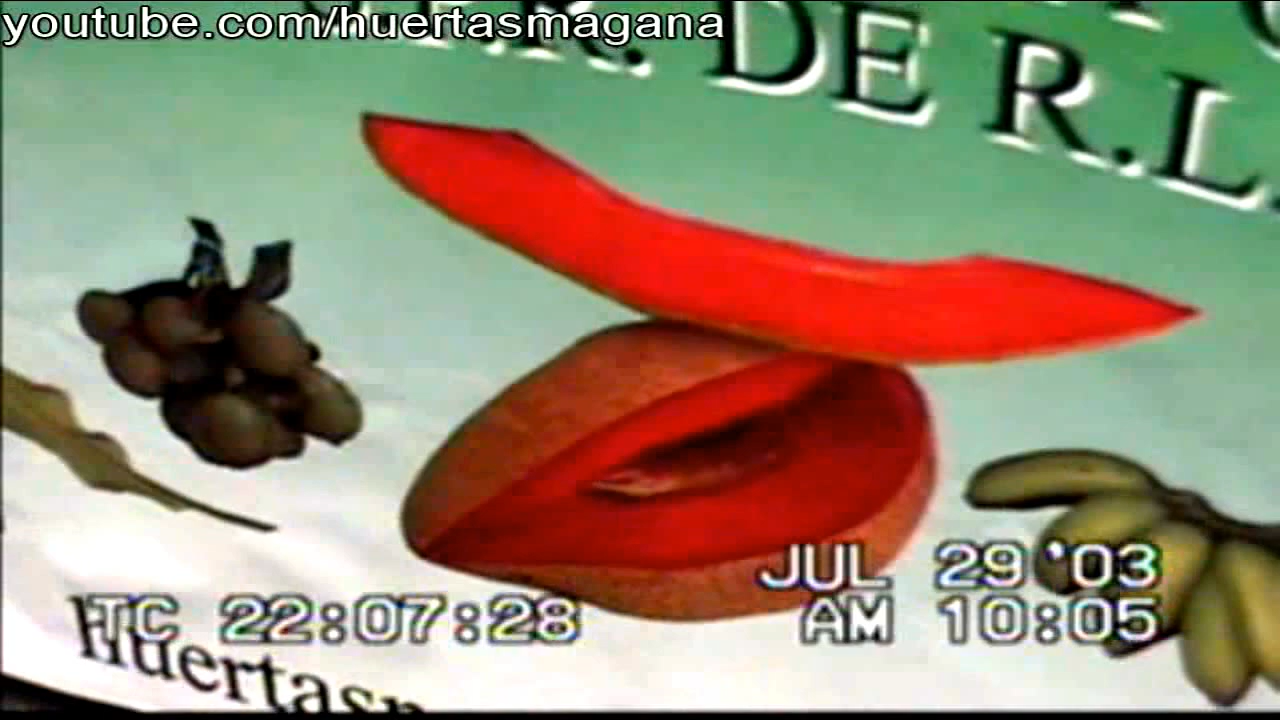 youtube.com/huertasmagana
P.R. DE R.L.
JUL 29 '03
TC 22:07:28 AM 10:05
huertas